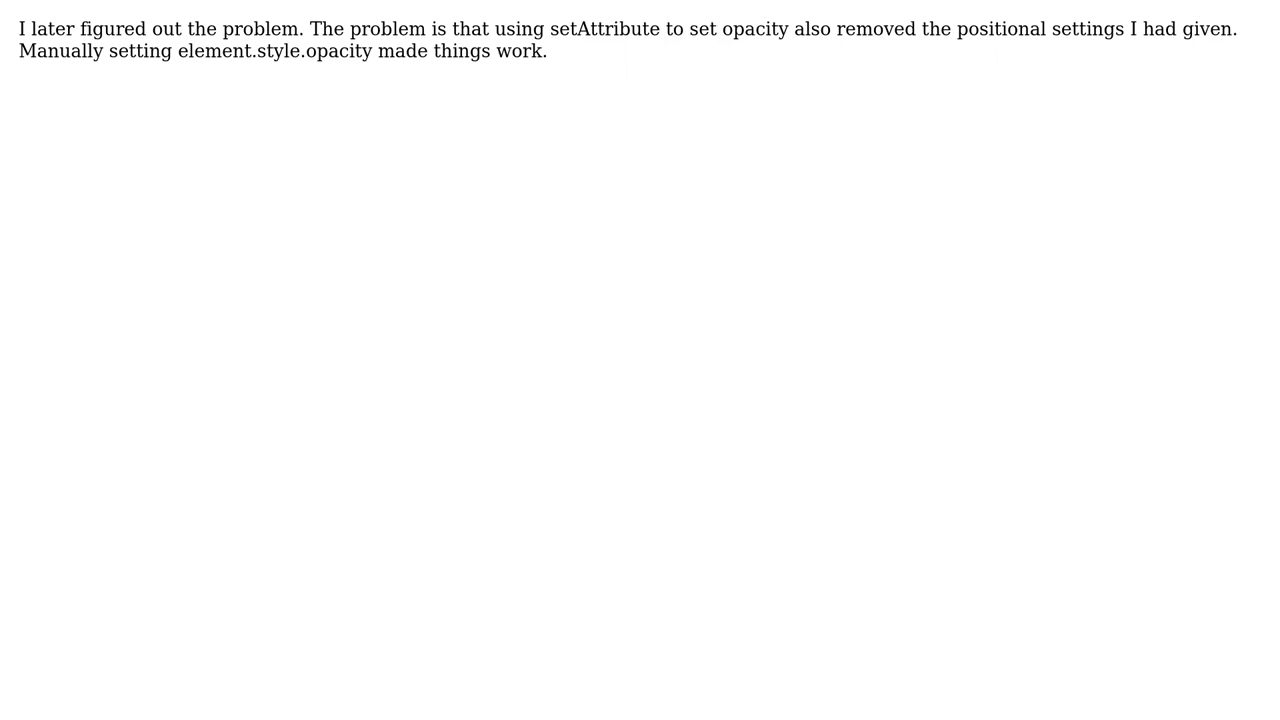 I later figured out the problem. The problem is that using setAttribute to set opacity also removed the positional settings I had given.
Manually setting element.style.opacity made things work.